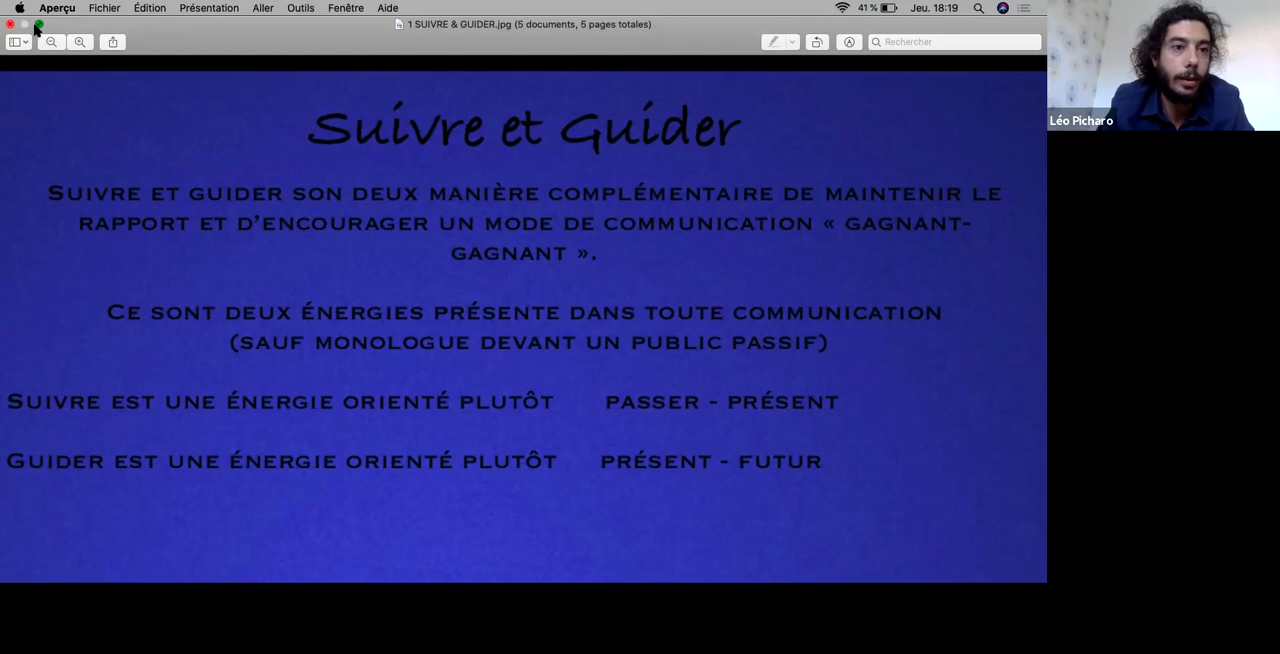 Aperçu Fichier Édition Présentation Aller Outils Fenêtre Aide 41 % Jeu. 18:19
1 SUIVRE & GUIDER.jpg (5 documents, 5 pages totales)
Rechercher
Suivre et Guider
SUIVRE ET GUIDER SON DEUX MANIÈRE COMPLÉMENTAIRE DE MAINTENIR LE
RAPPORT ET D’ENCOURAGER UN MODE DE COMMUNICATION « GAGNANT-
GAGNANT ».
CE SONT DEUX ÉNERGIES PRÉSENTE DANS TOUTE COMMUNICATION
(SAUF MONOLOGUE DEVANT UN PUBLIC PASSIF)
SUIVRE EST UNE ÉNERGIE ORIENTÉ PLUTÔT PASSER - PRÉSENT
GUIDER EST UNE ÉNERGIE ORIENTÉ PLUTÔT PRÉSENT - FUTUR
Léo Picharo